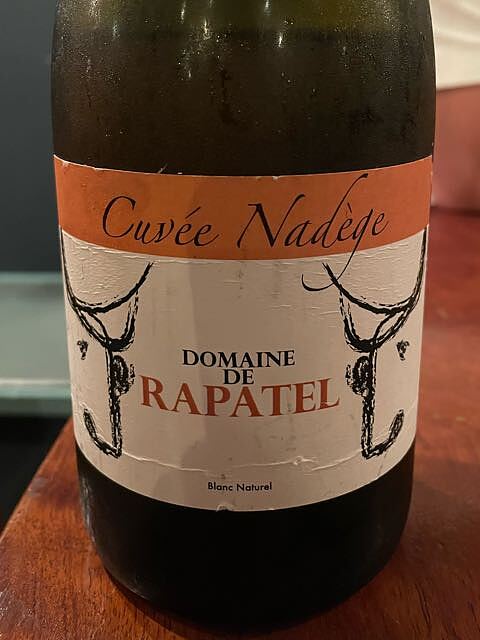 Cuvée Nadège
DOMAINE
DE
RAPATEL
Blanc Naturel